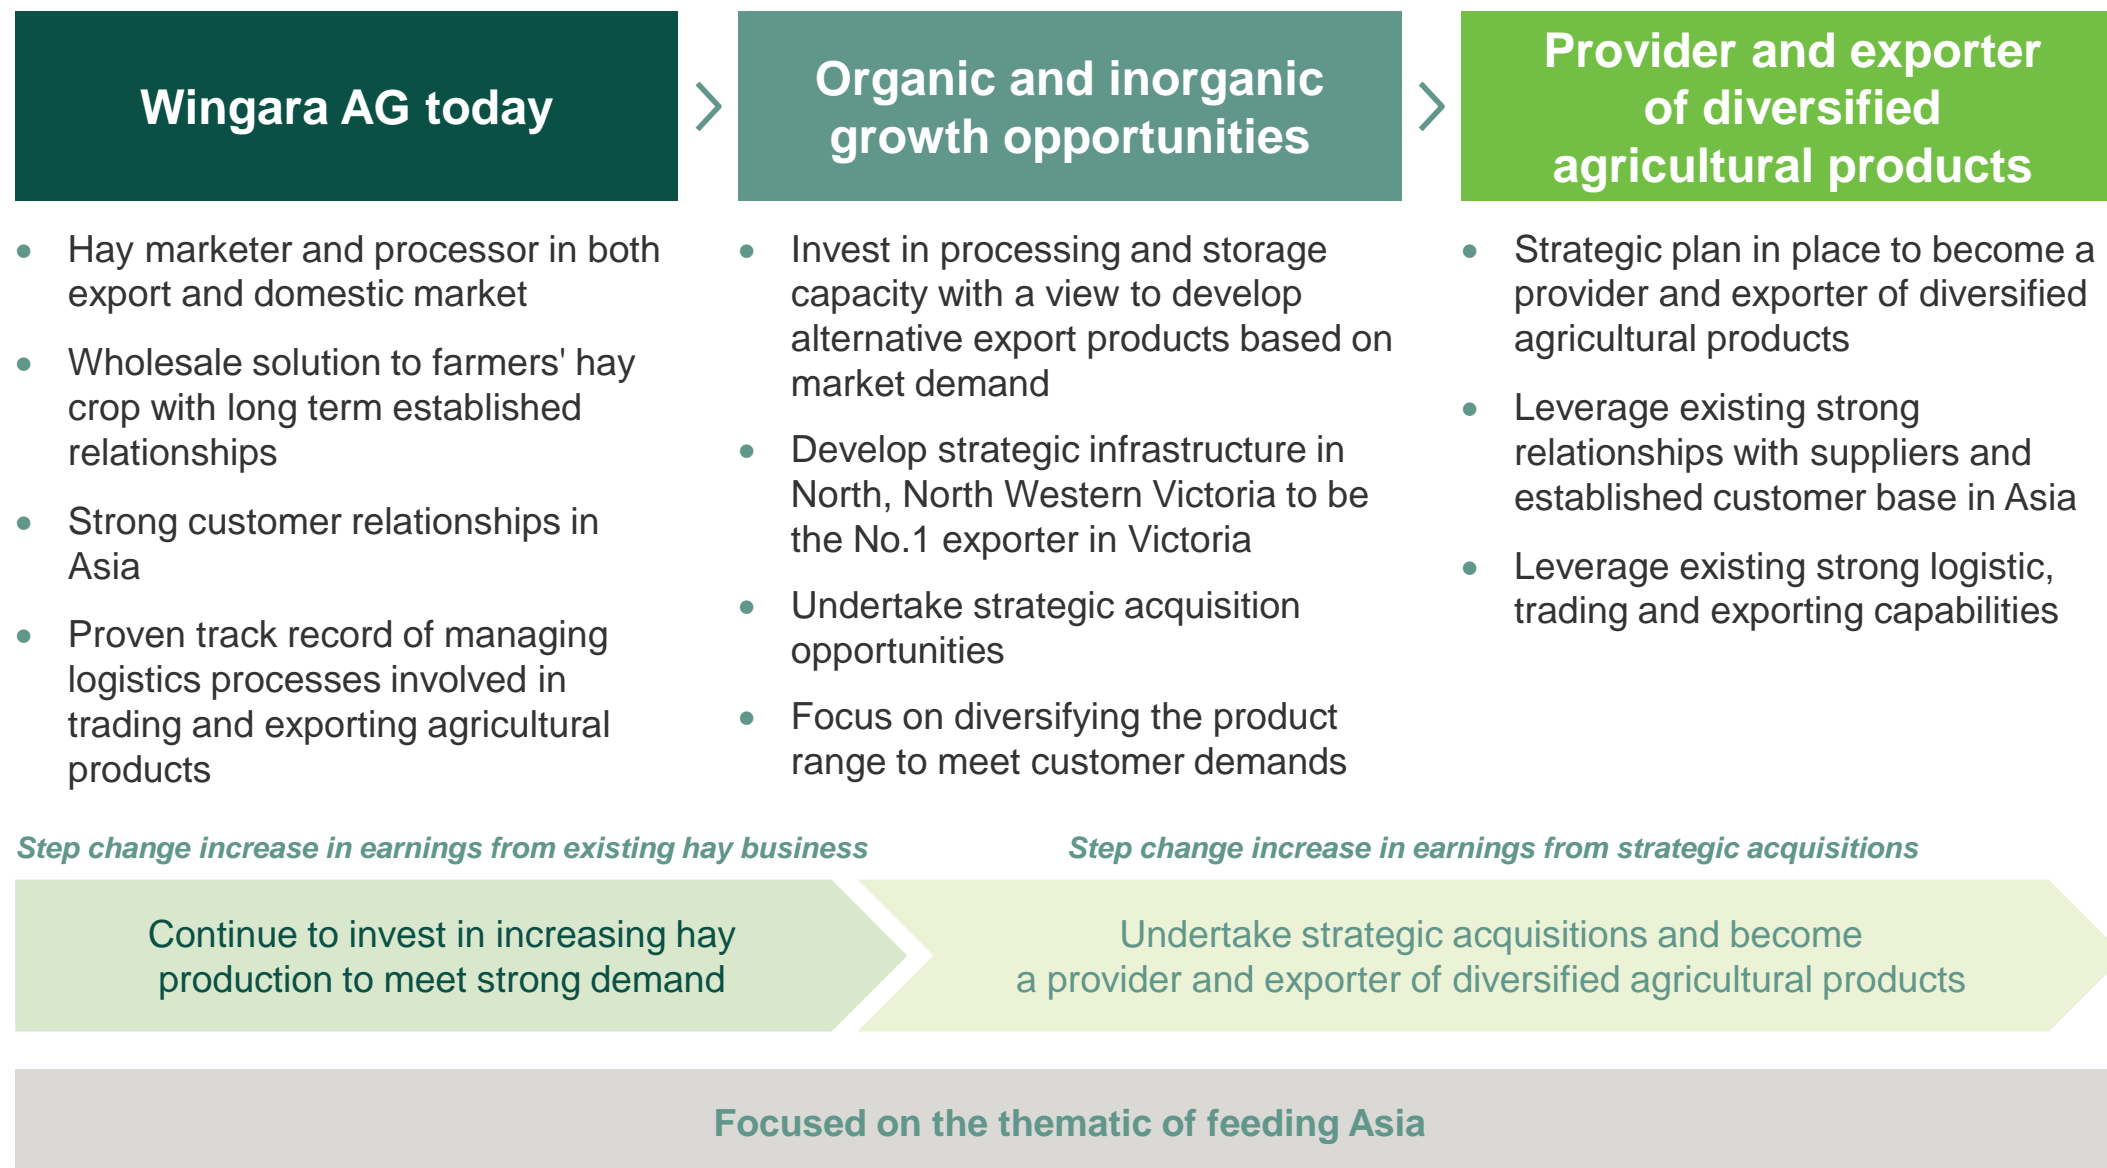 Wingara AG today
Organic and inorganic
growth opportunities
Provider and exporter
of diversified
agricultural products
Hay marketer and processor in both
export and domestic market
Wholesale solution to farmers' hay
crop with long term established
relationships
Strong customer relationships in
Asia
Proven track record of managing
logistics processes involved in
trading and exporting agricultural
products
Invest in processing and storage
capacity with a view to develop
alternative export products based on
market demand
Develop strategic infrastructure in
North, North Western Victoria to be
the No.1 exporter in Victoria
Undertake strategic acquisition
opportunities
Focus on diversifying the product
range to meet customer demands
Strategic plan in place to become a
provider and exporter of diversified
agricultural products
Leverage existing strong
relationships with suppliers and
established customer base in Asia
Leverage existing strong logistic,
trading and exporting capabilities
Step change increase in earnings from existing hay business
Step change increase in earnings from strategic acquisitions
Continue to invest in increasing hay
production to meet strong demand
Undertake strategic acquisitions and become
a provider and exporter of diversified agricultural products
Focused on the thematic of feeding Asia